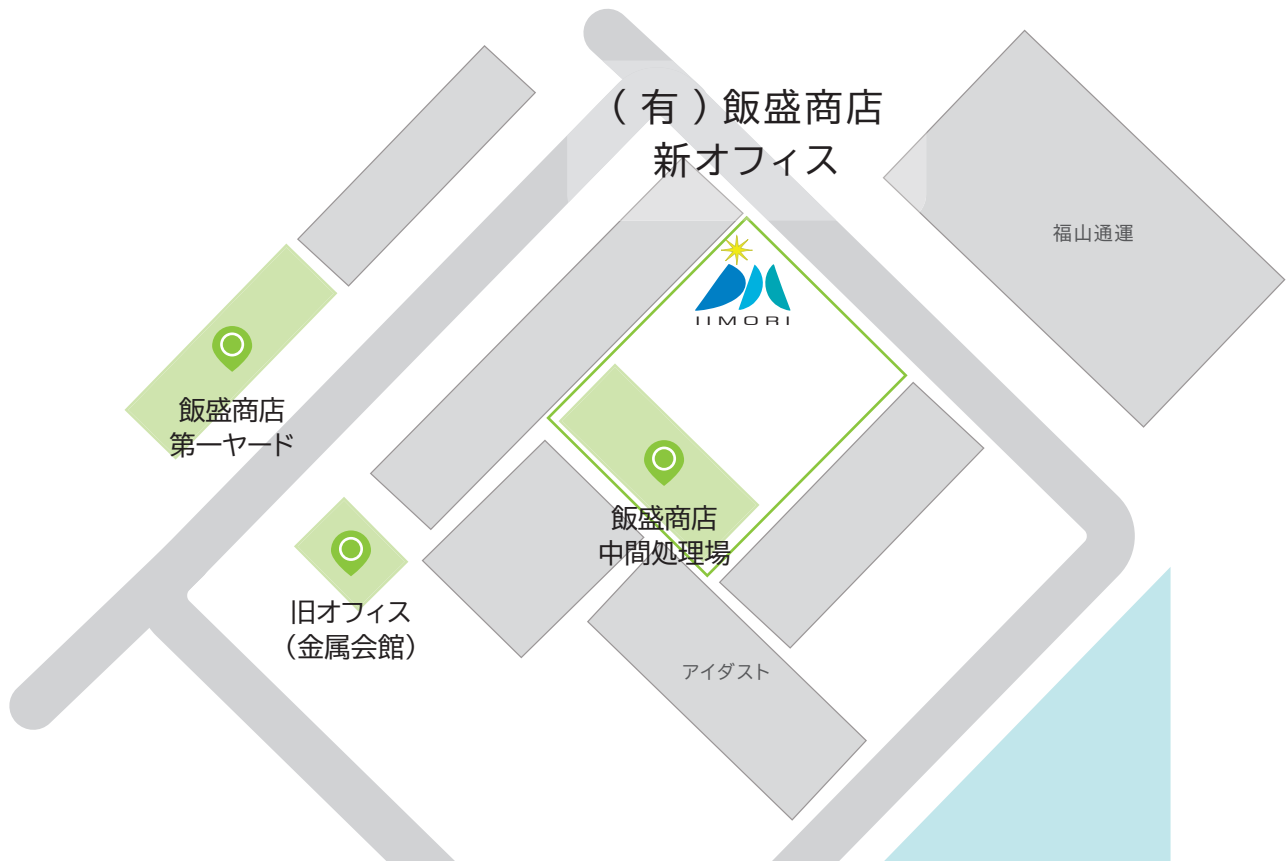 （有）飯盛商店
新オフィス
福山通運
IIMORI
飯盛商店
第一ヤード
飯盛商店
中間処理場
旧オフィス
（金属会館）
アイダスト